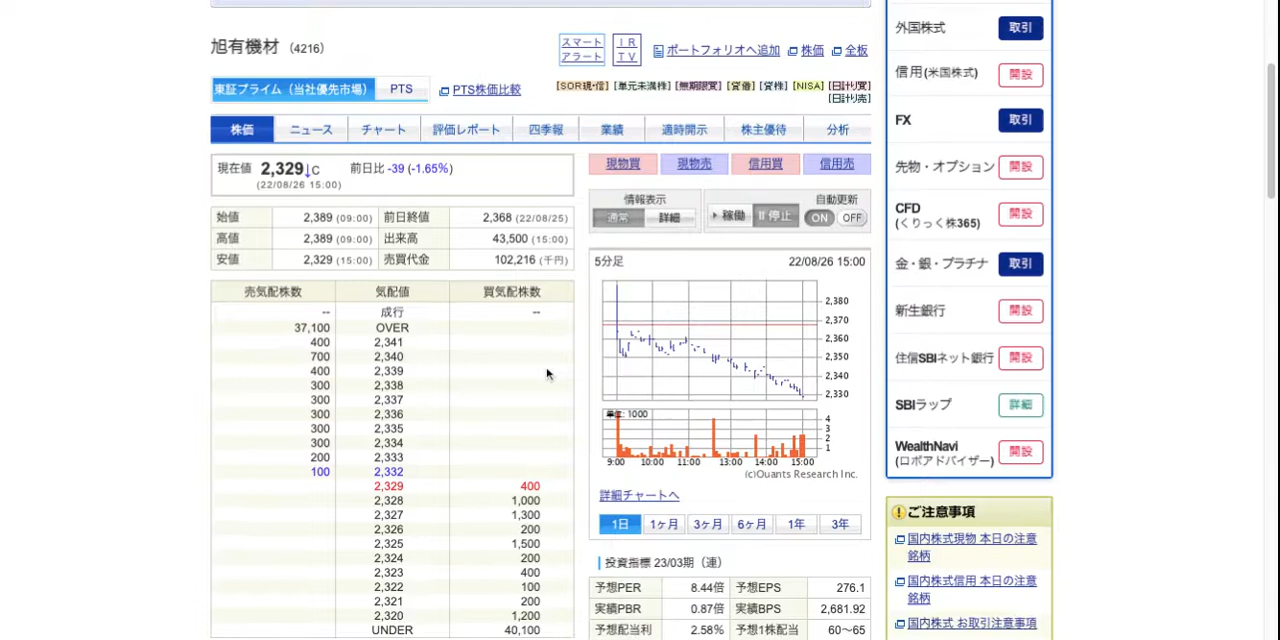 旭有機材 (4216)
スマートアラート
IRTV
ポートフォリオへ追加 株価 全板
東証プライム（当社優先市場） PTS PTS株価比較
[SOR現・信] [単元未満株] [無期限買] [貸借] [貸株] [NISA] [日計り買] [日計り売]
株価 ニュース チャート 評価レポート 四季報 業績 適時開示 株主優待 分析
現在値 2,329↓C 前日比 -39 (-1.65%)
(22/08/26 15:00)
始値 2,389 (09:00) 前日終値 2,368 (22/08/25)
高値 2,389 (09:00) 出来高 43,500 (15:00)
安値 2,329 (15:00) 売買代金 102,216 (千円)
売気配株数 気配値 買気配株数
-- 成行 --
37,100 OVER
400 2,341
700 2,340
400 2,339
300 2,338
300 2,337
300 2,336
300 2,335
300 2,334
200 2,333
100 2,332
2,329 400
2,328 1,000
2,327 1,300
2,326 200
2,325 1,500
2,324 200
2,323 400
2,322 100
2,321 200
2,320 1,200
UNDER 40,100
現物買 現物売 信用買 信用売
情報表示 自動更新
通常 詳細 稼働 停止 ON OFF
5分足 22/08/26 15:00
2,380
2,370
2,360
2,350
2,340
2,330
単位: 1000
4
3
2
1
9:00 10:00 11:00 13:00 14:00 15:00
(c)Quants Research Inc.
詳細チャートへ
1日 1ヶ月 3ヶ月 6ヶ月 1年 3年
投資指標 23/03期（連）
予想PER 8.44倍 予想EPS 276.1
実績PBR 0.87倍 実績BPS 2,681.92
予想配当利 2.58% 予想1株配当 60〜65
外国株式 取引
信用(米国株式) 開設
FX 取引
先物・オプション 開設
CFD
(くりっく株365) 開設
金・銀・プラチナ 取引
新生銀行 開設
住信SBIネット銀行 開設
SBIラップ 詳細
WealthNavi
(ロボアドバイザー) 開設
ご注意事項
国内株式現物 本日の注意
銘柄
国内株式信用 本日の注意
銘柄
国内株式 お取引注意事項